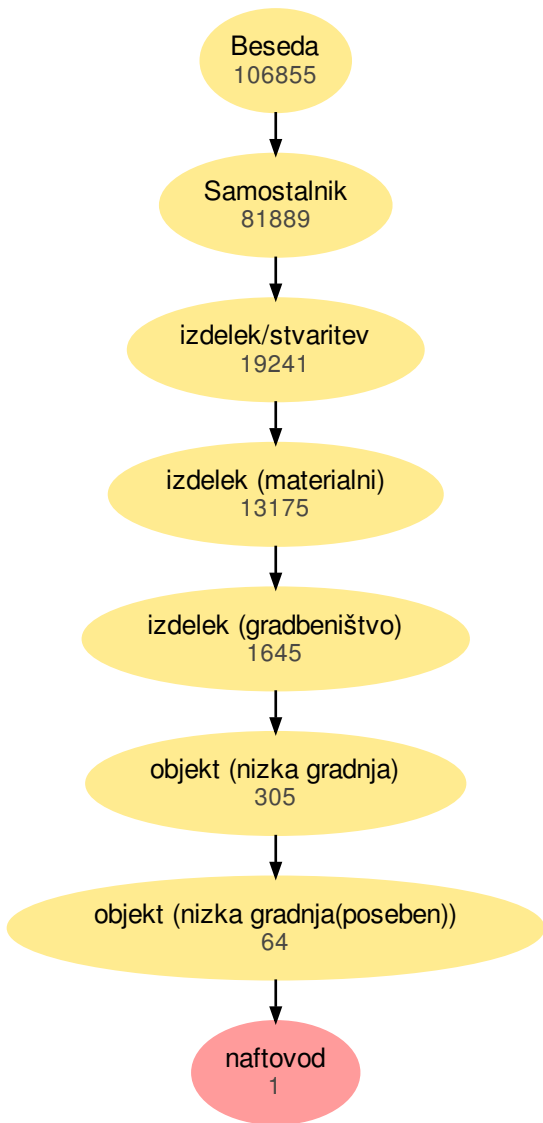 Beseda
106855
Samostalnik
81889
izdelek/stvaritev
19241
izdelek (materialni)
13175
izdelek (gradbeništvo)
1645
objekt (nizka gradnja)
305
objekt (nizka gradnja(poseben))
64
naftovod
1